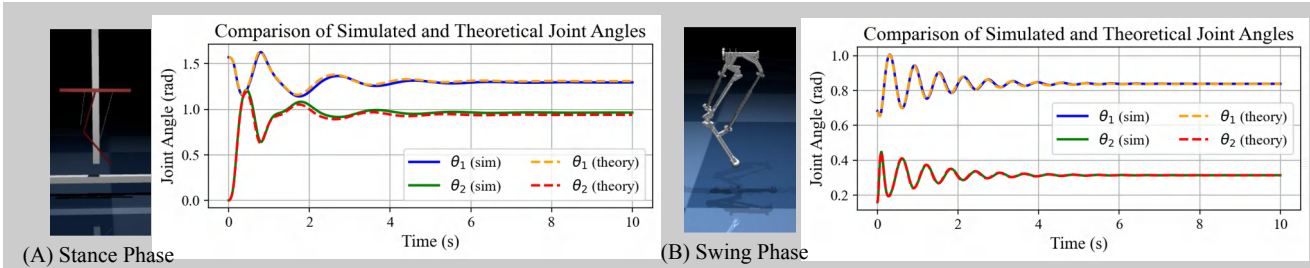 Comparison of Simulated and Theoretical Joint Angles
Joint Angle (rad)
1.5
1.0
0.5
0.0
θ1 (sim)
θ2 (sim)
θ1 (theory)
θ2 (theory)
0 2 4 6 8 10
Time (s)
(A) Stance Phase
Comparison of Simulated and Theoretical Joint Angles
Joint Angle (rad)
1.0
0.8
0.6
0.4
0.2
θ1 (sim)
θ2 (sim)
θ1 (theory)
θ2 (theory)
0 2 4 6 8 10
Time (s)
(B) Swing Phase